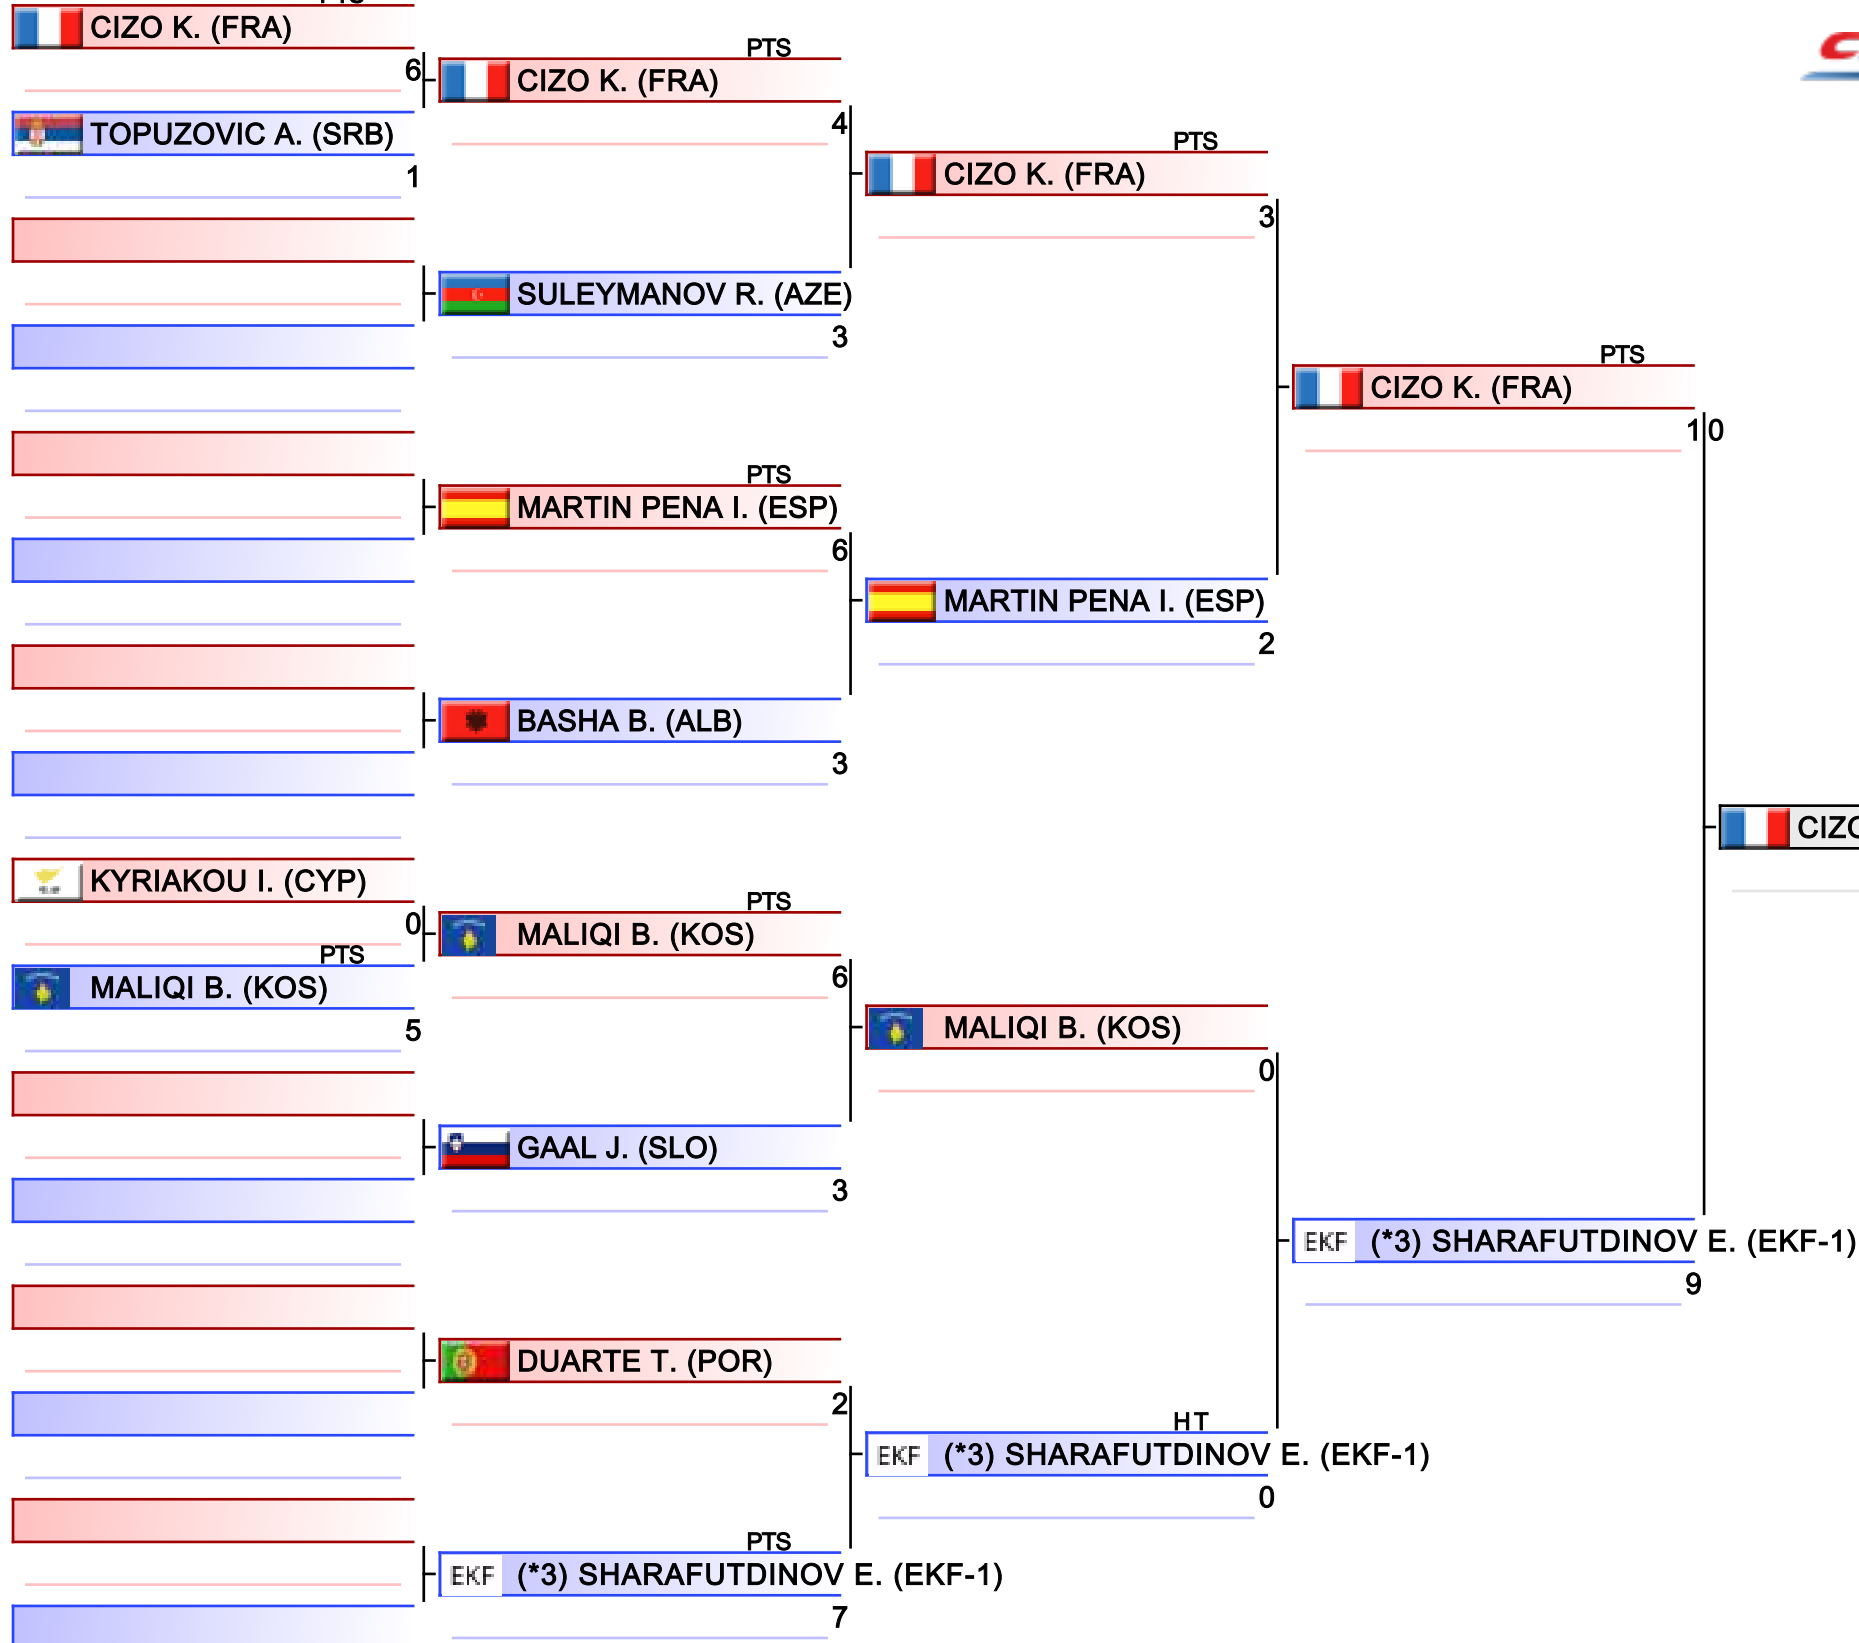 CIZO K. (FRA)
6
TOPUZOVIC A. (SRB)
1
KYRIAKOU I. (CYP)
0
PTS
MALIQI B. (KOS)
5
PTS
CIZO K. (FRA)
4
SULEYMANOV R. (AZE)
3
PTS
MARTIN PENA I. (ESP)
6
BASHA B. (ALB)
3
PTS
MALIQI B. (KOS)
6
GAAL J. (SLO)
3
DUARTE T. (POR)
2
PTS
EKF (*3) SHARAFUTDINOV E. (EKF-1)
7
PTS
CIZO K. (FRA)
3
MARTIN PENA I. (ESP)
2
MALIQI B. (KOS)
0
HT
EKF (*3) SHARAFUTDINOV E. (EKF-1)
0
PTS
CIZO K. (FRA)
10
EKF (*3) SHARAFUTDINOV E. (EKF-1)
9